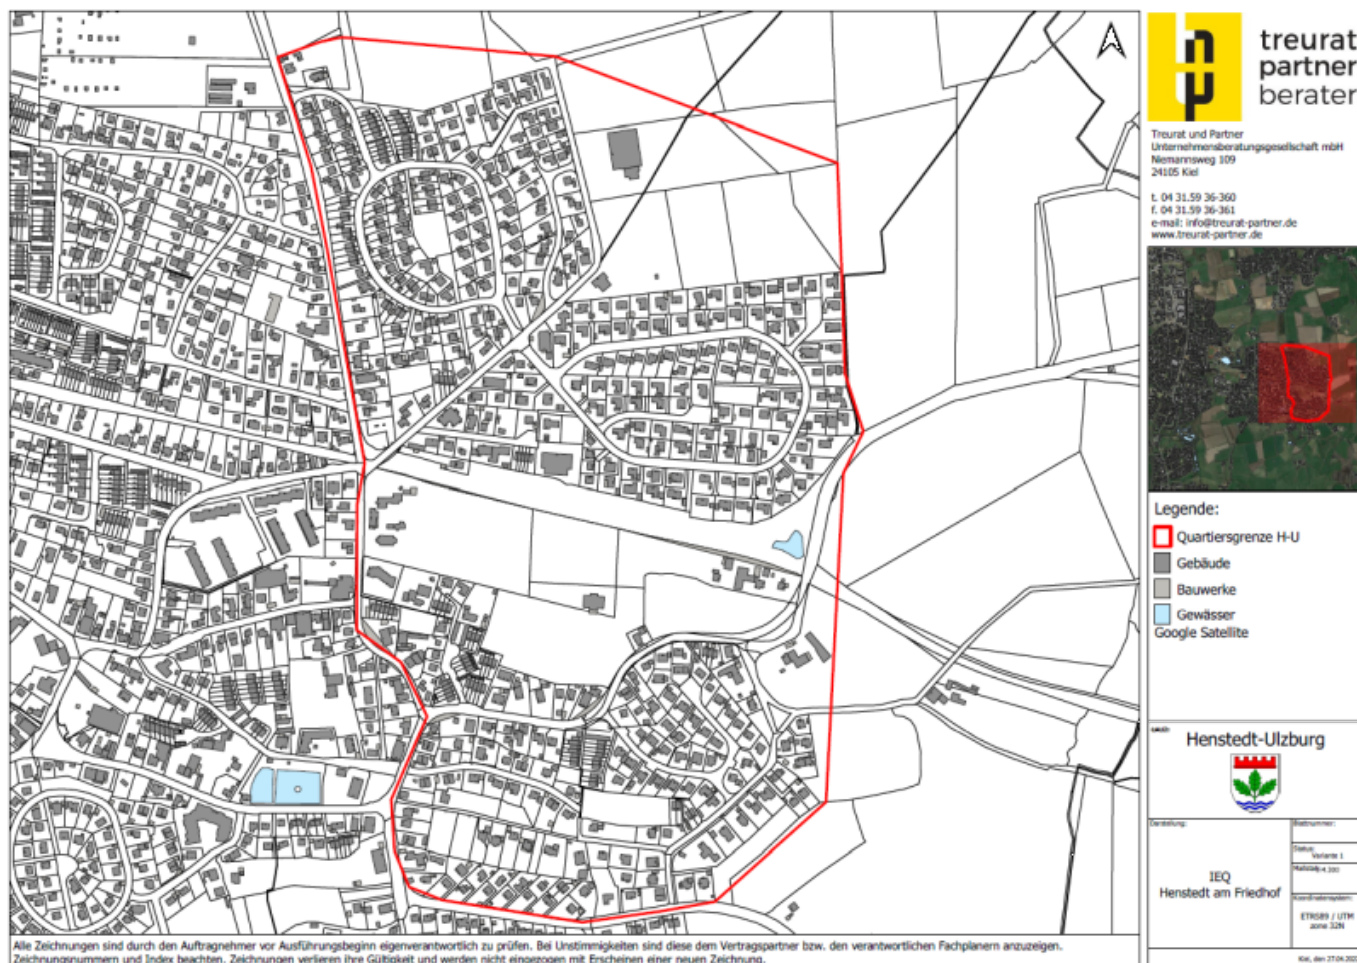 treurat
partner
berater
Treurat und Partner
Unternehmensberatungsgesellschaft mbH
Niemannsweg 109
24105 Kiel
t. 04 31.59 36-360
f. 04 31.59 36-361
e-mail: info@treurat-partner.de
www.treurat-partner.de
Legende:
Quartiersgrenze H-U
Gebäude
Bauwerke
Gewässer
Google Satellite
Henstedt-Ulzburg
Darstellung:
Blattnummer:
Status:
Variante 1
IEQ
Henstedt am Friedhof
Koordinatensystem:
ETRS89 / UTM
zone 32N
Alle Zeichnungen sind durch den Auftragnehmer vor Ausführungsbeginn eigenverantwortlich zu prüfen. Bei Unstimmigkeiten sind diese dem Vertragspartner bzw. den verantwortlichen Fachplanern anzuzeigen.
Zeichnungsnummern und Index beachten. Zeichnungen verlieren ihre Gültigkeit und werden nicht eingezogen mit Erscheinen einer neuen Zeichnung.